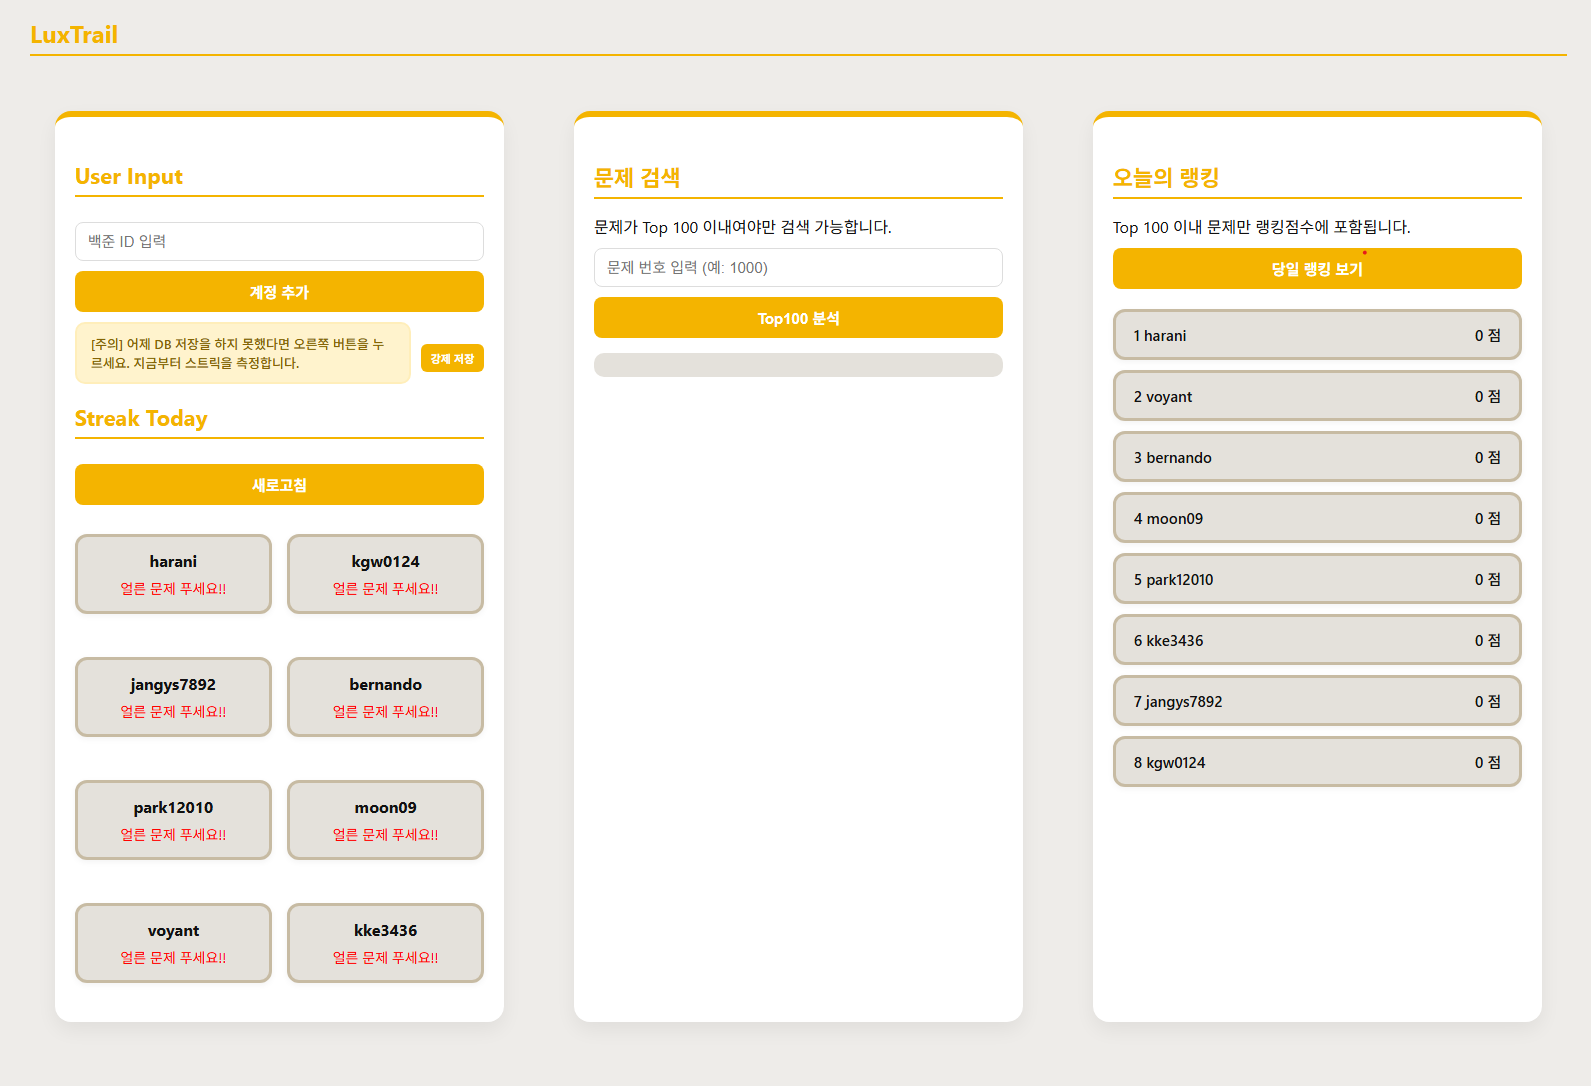 LuxTrail
User Input
백준 ID 입력
계정 추가
[주의] 어제 DB 저장을 하지 못했다면 오른쪽 버튼을 누
르세요. 지금부터 스트릭을 측정합니다.
강제 저장
Streak Today
새로고침
harani
얼른 문제 푸세요!!
kgw0124
얼른 문제 푸세요!!
jangys7892
얼른 문제 푸세요!!
bernando
얼른 문제 푸세요!!
park12010
얼른 문제 푸세요!!
moon09
얼른 문제 푸세요!!
voyant
얼른 문제 푸세요!!
kke3436
얼른 문제 푸세요!!
문제 검색
문제가 Top 100 이내여야만 검색 가능합니다.
문제 번호 입력 (예: 1000)
Top100 분석
오늘의 랭킹
Top 100 이내 문제만 랭킹점수에 포함됩니다.
당일 랭킹 보기
1 harani 0 점
2 voyant 0 점
3 bernando 0 점
4 moon09 0 점
5 park12010 0 점
6 kke3436 0 점
7 jangys7892 0 점
8 kgw0124 0 점